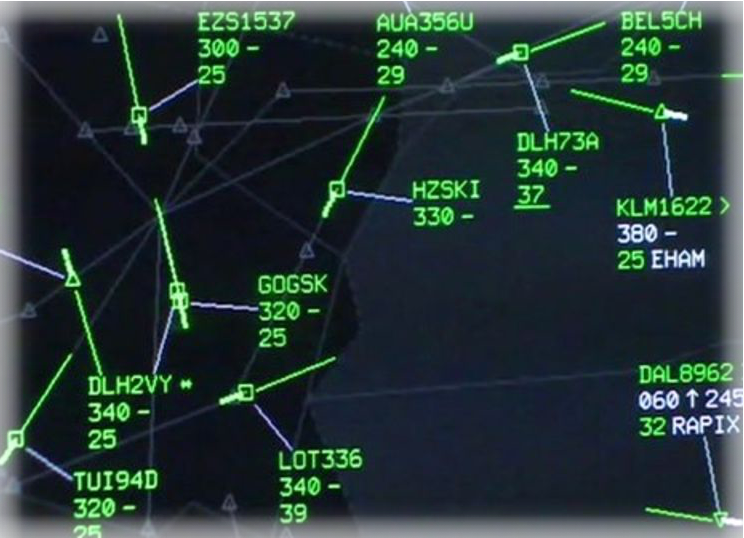 EZS1537
300 -
25
AUA356U
240 -
29
BEL5CH
240 -
29
DLH73A
340 -
37
HZSKI
330 -
KLM1622 >
380 -
25 EHAM
GOGSK
320 -
25
DLH2VY *
340 -
25
DAL8962
060 ↑ 245
32 RAPIX
LOT336
340 -
39
TUI94D
320 -
25